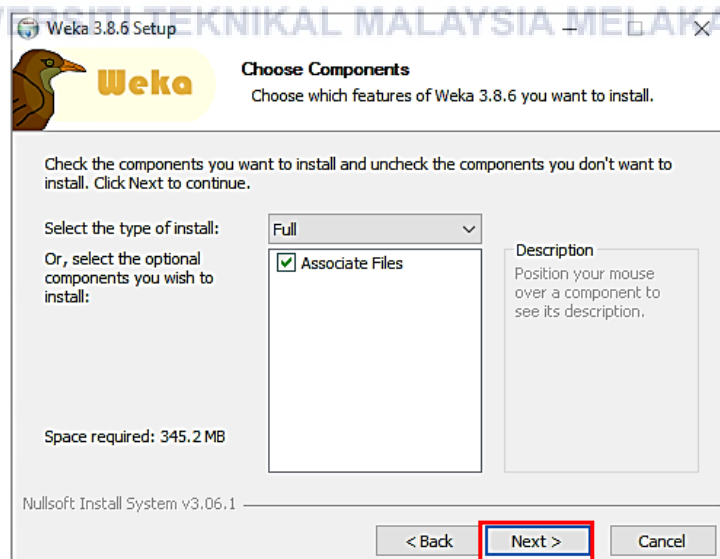 VERSITI TEKNIKAL MALAYSIA MELAKA
Weka 3.8.6 Setup
Weka
Choose Components
Choose which features of Weka 3.8.6 you want to install.
Check the components you want to install and uncheck the components you don't want to
install. Click Next to continue.
Select the type of install:
Full
Or, select the optional
components you wish to
install:
Associate Files
Description
Position your mouse
over a component to
see its description.
Space required: 345.2 MB
Nullsoft Install System v3.06.1
< Back
Next >
Cancel